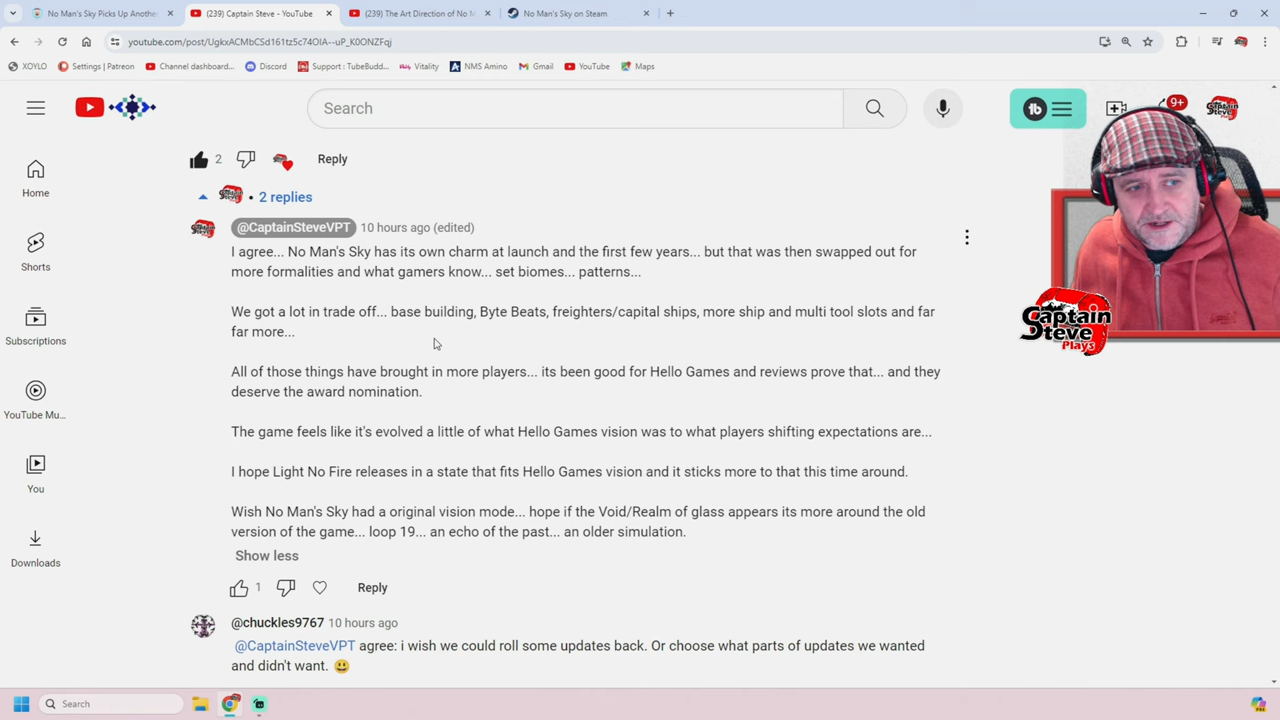 No Man's Sky Picks Up Another
(239) Captain Steve - YouTube
(239) The Art Direction of No M
No Man's Sky on Steam
youtube.com/post/UgkxACMbCSd161tz5c74OIA--uP_K0ONZFqj
XOYLO
Settings | Patreon
Channel dashboard...
Discord
Support : TubeBudd...
Vitality
NMS Amino
Gmail
YouTube
Maps
Search
9+
Home
Shorts
Subscriptions
YouTube Mu...
You
Downloads
2
Reply
• 2 replies
@CaptainSteveVPT 10 hours ago (edited)
I agree... No Man's Sky has its own charm at launch and the first few years... but that was then swapped out for
more formalities and what gamers know... set biomes... patterns...
We got a lot in trade off... base building, Byte Beats, freighters/capital ships, more ship and multi tool slots and far
far more...
All of those things have brought in more players... its been good for Hello Games and reviews prove that... and they
deserve the award nomination.
The game feels like it's evolved a little of what Hello Games vision was to what players shifting expectations are...
I hope Light No Fire releases in a state that fits Hello Games vision and it sticks more to that this time around.
Wish No Man's Sky had a original vision mode... hope if the Void/Realm of glass appears its more around the old
version of the game... loop 19... an echo of the past... an older simulation.
Show less
1
Reply
@chuckles9767 10 hours ago
@CaptainSteveVPT agree: i wish we could roll some updates back. Or choose what parts of updates we wanted
and didn't want. 😃
Captain
Steve
Plays
Search